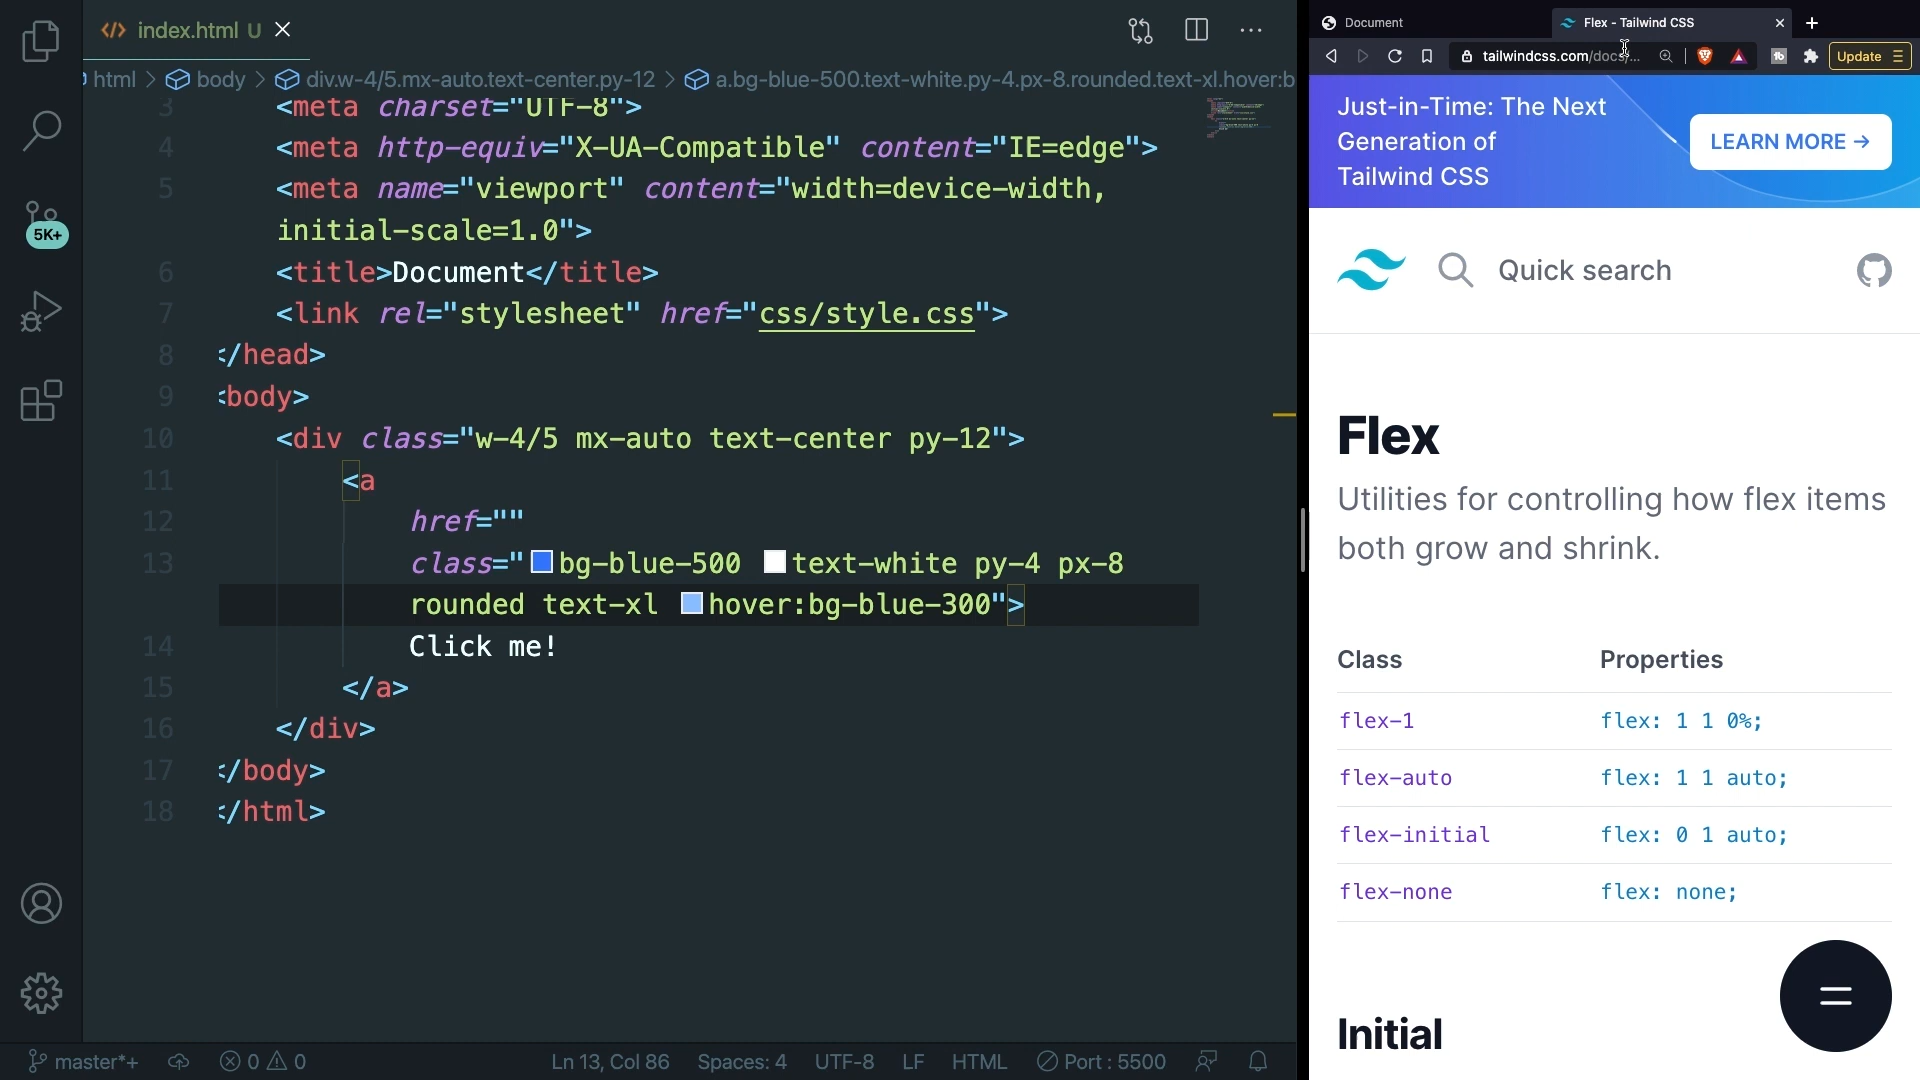 index.html U
html > body > div.w-4/5.mx-auto.text-center.py-12 > a.bg-blue-500.text-white.py-4.px-8.rounded.text-xl.hover:b
3 <meta charset="UTF-8">
4 <meta http-equiv="X-UA-Compatible" content="IE=edge">
5 <meta name="viewport" content="width=device-width,
initial-scale=1.0">
6 <title>Document</title>
7 <link rel="stylesheet" href="css/style.css">
8 </head>
9 <body>
10 <div class="w-4/5 mx-auto text-center py-12">
11 <a
12 href=""
13 class="bg-blue-500 text-white py-4 px-8
rounded text-xl hover:bg-blue-300">
14 Click me!
15 </a>
16 </div>
17 </body>
18 </html>
5K+
master*+ 0 0 Ln 13, Col 86 Spaces: 4 UTF-8 LF HTML Port : 5500
Document
Flex - Tailwind CSS
tailwindcss.com/docs/...
Update
Just-in-Time: The Next
Generation of
Tailwind CSS
LEARN MORE →
Quick search
Flex
Utilities for controlling how flex items
both grow and shrink.
Class Properties
flex-1 flex: 1 1 0%;
flex-auto flex: 1 1 auto;
flex-initial flex: 0 1 auto;
flex-none flex: none;
Initial